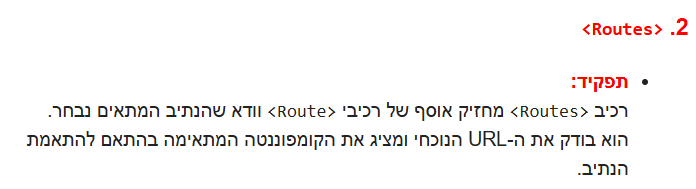 2. <Routes>
• תפקיד:
רכיב <Routes> מחזיק אוסף של רכיבי <Route> וודא שהנתיב המתאים נבחר.
הוא בודק את ה-URL הנוכחי ומציג את הקומפוננטה המתאימה בהתאם להתאמת
הנתיב.